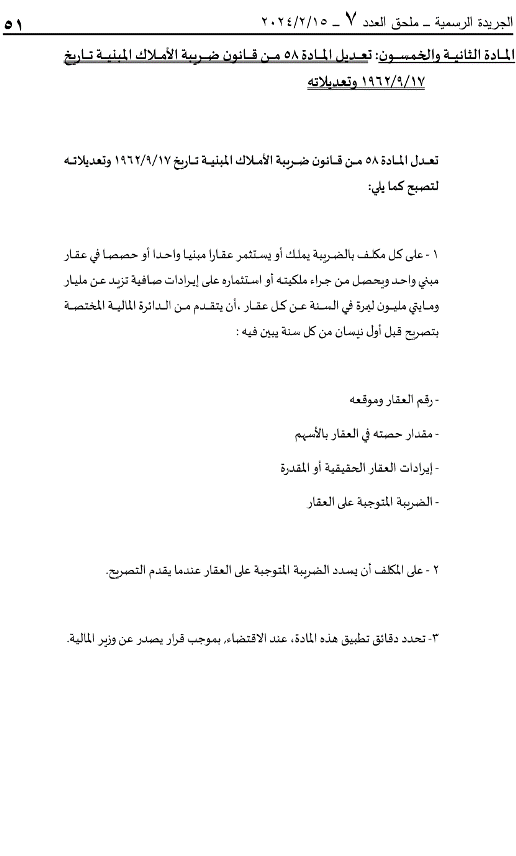 الجريدة الرسمية – ملحق العدد ٧ – ٢٠٢٤/٢/١٥
٥١
المادة الثانية والخمسون: تعديل المادة ٥٨ من قانون ضريبة الأملاك المبنية تاريخ
١٩٦٢/٩/١٧ وتعديلاته
تعدل المادة ٥٨ من قانون ضريبة الأملاك المبنية تاريخ ١٩٦٢/٩/١٧ وتعديلاته
لتصبح كما يلي:
١ - على كل مكلف بالضريبة يملك أو يستثمر عقارا مبنيا واحدا أو حصصا في عقار
مبني واحد ويحصل من جراء ملكيته أو استثماره على إيرادات صافية تزيد عن مليار
ومايتي مليون ليرة في السنة عن كل عقار ،أن يتقدم من الدائرة المالية المختصة
بتصريح قبل أول نيسان من كل سنة يبين فيه :
- رقم العقار وموقعه
- مقدار حصته في العقار بالأسهم
- إيرادات العقار الحقيقية أو المقدرة
- الضريبة المتوجبة على العقار
٢ - على المكلف أن يسدد الضريبة المتوجبة على العقار عندما يقدم التصريح.
٣- تحدد دقائق تطبيق هذه المادة، عند الاقتضاء, بموجب قرار يصدر عن وزير المالية.